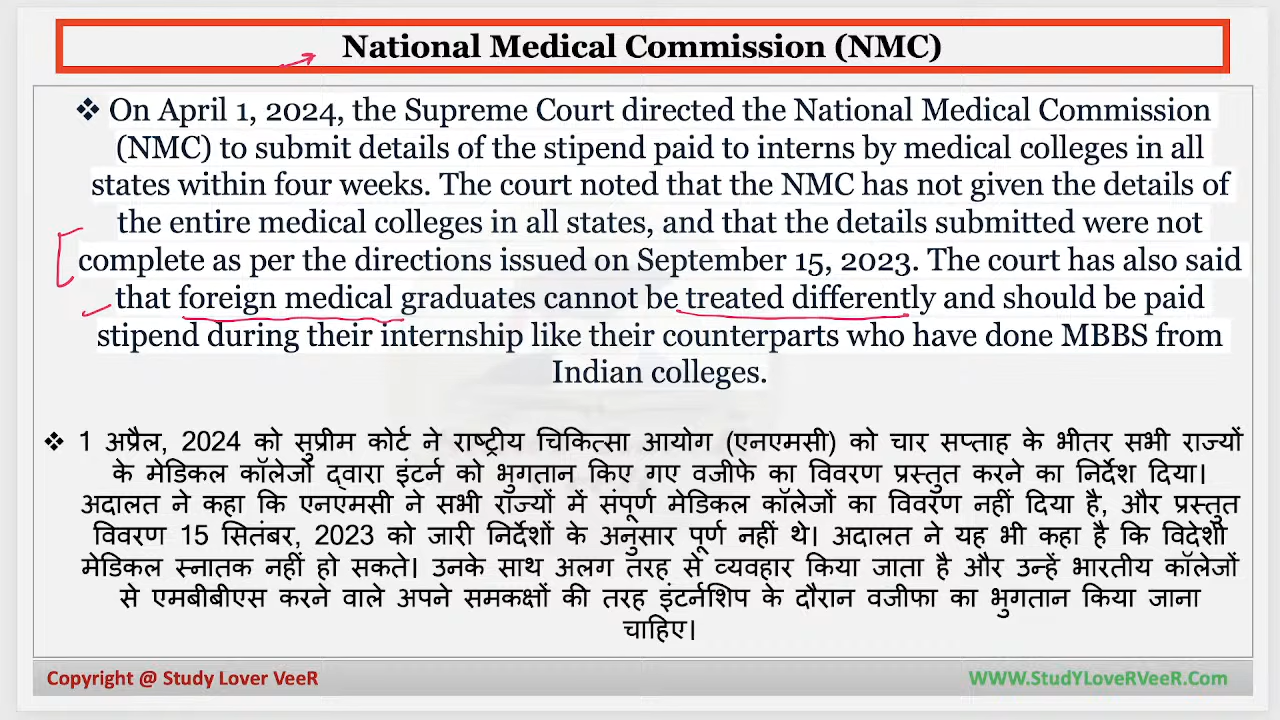 National Medical Commission (NMC)
❖ On April 1, 2024, the Supreme Court directed the National Medical Commission
(NMC) to submit details of the stipend paid to interns by medical colleges in all
states within four weeks. The court noted that the NMC has not given the details of
the entire medical colleges in all states, and that the details submitted were not
complete as per the directions issued on September 15, 2023. The court has also said
that foreign medical graduates cannot be treated differently and should be paid
stipend during their internship like their counterparts who have done MBBS from
Indian colleges.
❖ 1 अप्रैल, 2024 को सुप्रीम कोर्ट ने राष्ट्रीय चिकित्सा आयोग (एनएमसी) को चार सप्ताह के भीतर सभी राज्यों
के मेडिकल कॉलेजों द्वारा इंटर्न को भुगतान किए गए वजीफे का विवरण प्रस्तुत करने का निर्देश दिया।
अदालत ने कहा कि एनएमसी ने सभी राज्यों में संपूर्ण मेडिकल कॉलेजों का विवरण नहीं दिया है, और प्रस्तुत
विवरण 15 सितंबर, 2023 को जारी निर्देशों के अनुसार पूर्ण नहीं थे। अदालत ने यह भी कहा है कि विदेशी
मेडिकल स्नातक नहीं हो सकते। उनके साथ अलग तरह से व्यवहार किया जाता है और उन्हें भारतीय कॉलेजों
से एमबीबीएस करने वाले अपने समकक्षों की तरह इंटर्नशिप के दौरान वजीफा का भुगतान किया जाना
चाहिए।
Copyright @ Study Lover VeeR
WWW.StudYLoveRVeeR.Com